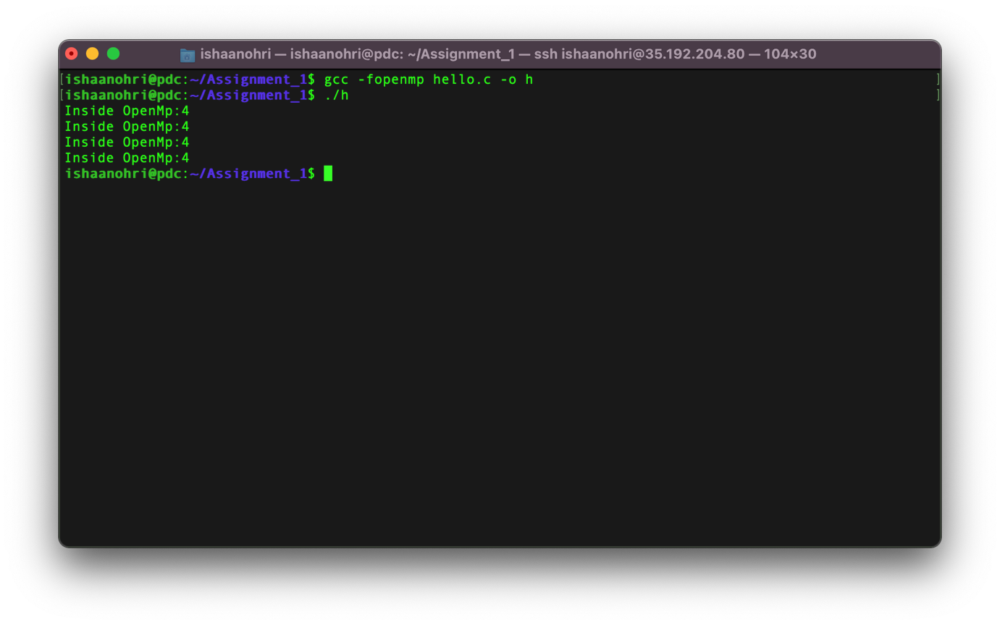 ishaanohri — ishaanohri@pdc: ~/Assignment_1 — ssh ishaanohri@35.192.204.80 — 104×30
[ishaanohri@pdc:~/Assignment_1$ gcc -fopenmp hello.c -o h ]
[ishaanohri@pdc:~/Assignment_1$ ./h ]
Inside OpenMp:4
Inside OpenMp:4
Inside OpenMp:4
Inside OpenMp:4
ishaanohri@pdc:~/Assignment_1$